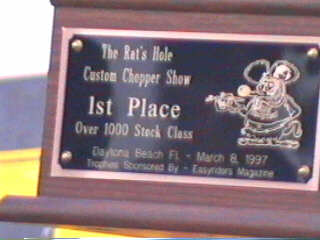 The Rat's Hole
Custom Chopper Show
1st Place
Over 1000 Stock Class
Daytona Beach Fl. - March 8, 1997
Trophies Sponsored By - Easyriders Magazine